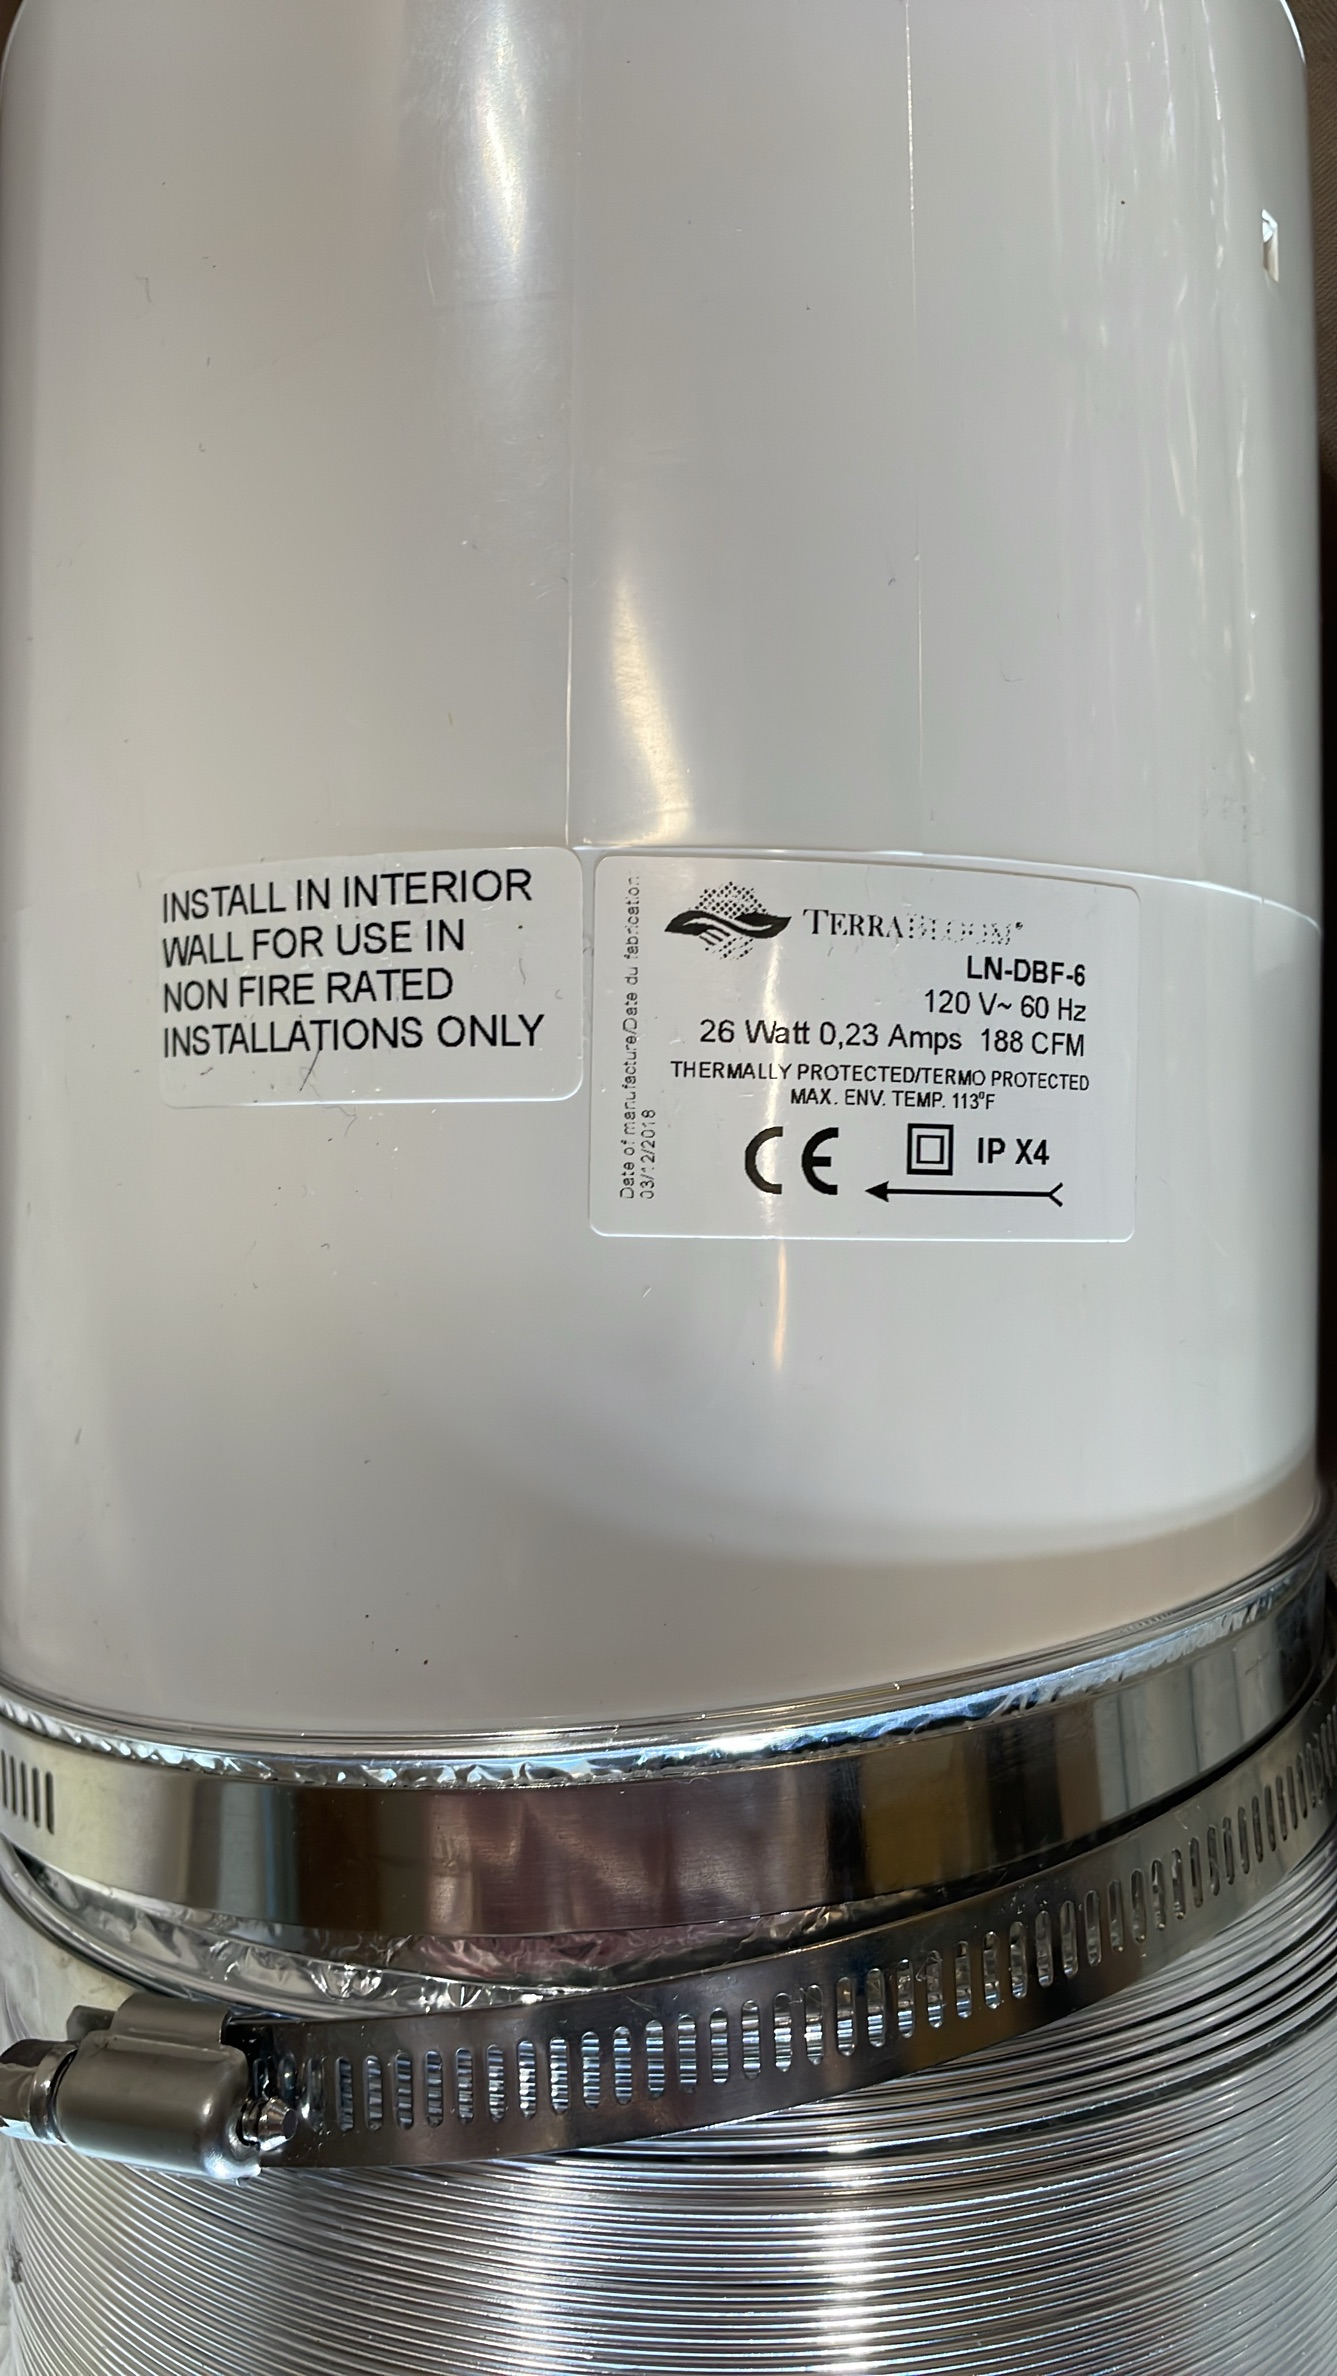 INSTALL IN INTERIOR
WALL FOR USE IN
NON FIRE RATED
INSTALLATIONS ONLY
Date of manufacture/Date du fabrication:
03/12/2018
TERRABLOOM®
LN-DBF-6
120 V~ 60 Hz
26 Watt 0,23 Amps 188 CFM
THERMALLY PROTECTED/TERMO PROTECTED
MAX. ENV. TEMP. 113⁰F
CE IP X4